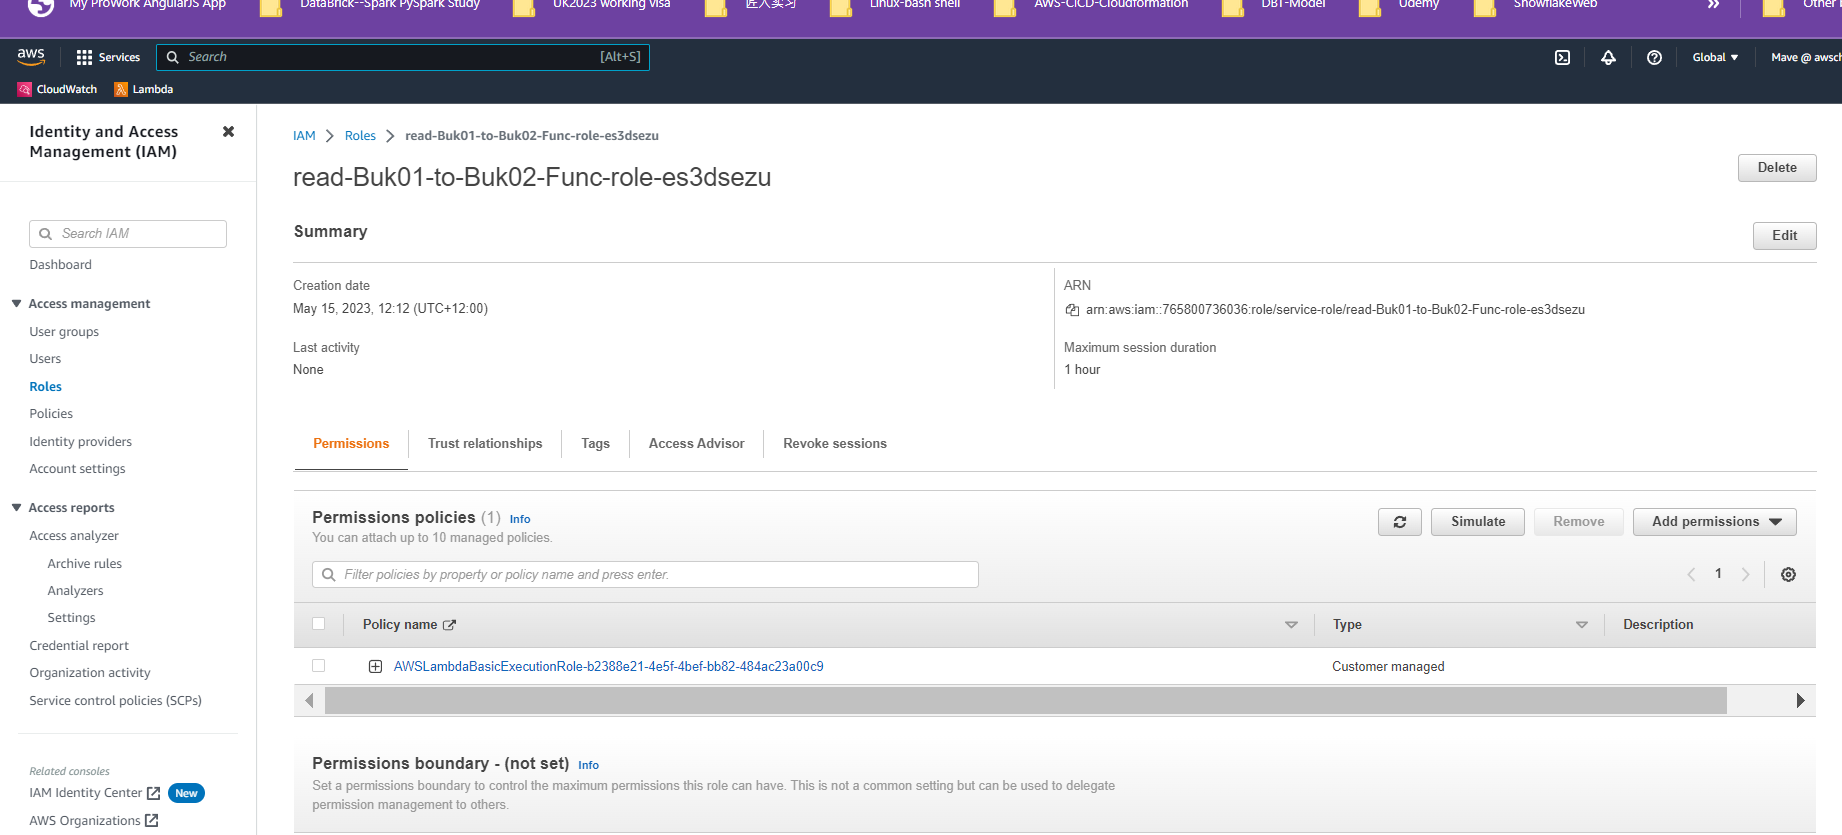 My ProWork AngularJS App
DataBrick--Spark PySpark Study
UK2023 working visa
匠人实习
Linux-bash shell
AWS-CICD-Cloudformation
DBT-Model
Udemy
SnowflakeWeb
»
Other
aws
Services
Search
[Alt+S]
Global
Mave @ awsch
CloudWatch
Lambda
Identity and Access
Management (IAM)
Search IAM
Dashboard
Access management
User groups
Users
Roles
Policies
Identity providers
Account settings
Access reports
Access analyzer
Archive rules
Analyzers
Settings
Credential report
Organization activity
Service control policies (SCPs)
Related consoles
IAM Identity Center New
AWS Organizations
IAM > Roles > read-Buk01-to-Buk02-Func-role-es3dsezu
read-Buk01-to-Buk02-Func-role-es3dsezu
Delete
Summary
Edit
Creation date
May 15, 2023, 12:12 (UTC+12:00)
ARN
arn:aws:iam::765800736036:role/service-role/read-Buk01-to-Buk02-Func-role-es3dsezu
Last activity
None
Maximum session duration
1 hour
Permissions
Trust relationships
Tags
Access Advisor
Revoke sessions
Permissions policies (1) Info
You can attach up to 10 managed policies.
Simulate
Remove
Add permissions
Filter policies by property or policy name and press enter.
1
Policy name
Type
Description
AWSLambdaBasicExecutionRole-b2388e21-4e5f-4bef-bb82-484ac23a00c9
Customer managed
Permissions boundary - (not set) Info
Set a permissions boundary to control the maximum permissions this role can have. This is not a common setting but can be used to delegate
permission management to others.